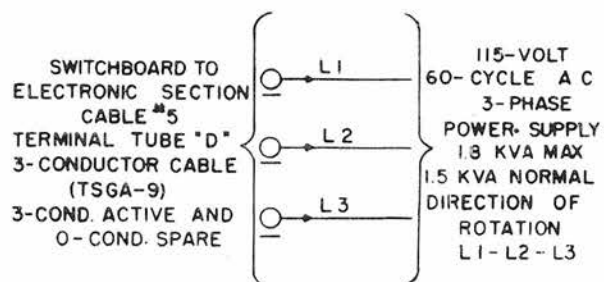 SWITCHBOARD TO
ELECTRONIC SECTION
CABLE #5
TERMINAL TUBE "D"
3-CONDUCTOR CABLE
(TSGA-9)
3-COND. ACTIVE AND
0-COND. SPARE
L1
L2
L3
115-VOLT
60-CYCLE AC
3-PHASE
POWER SUPPLY
1.8 KVA MAX
1.5 KVA NORMAL
DIRECTION OF
ROTATION
L1-L2-L3